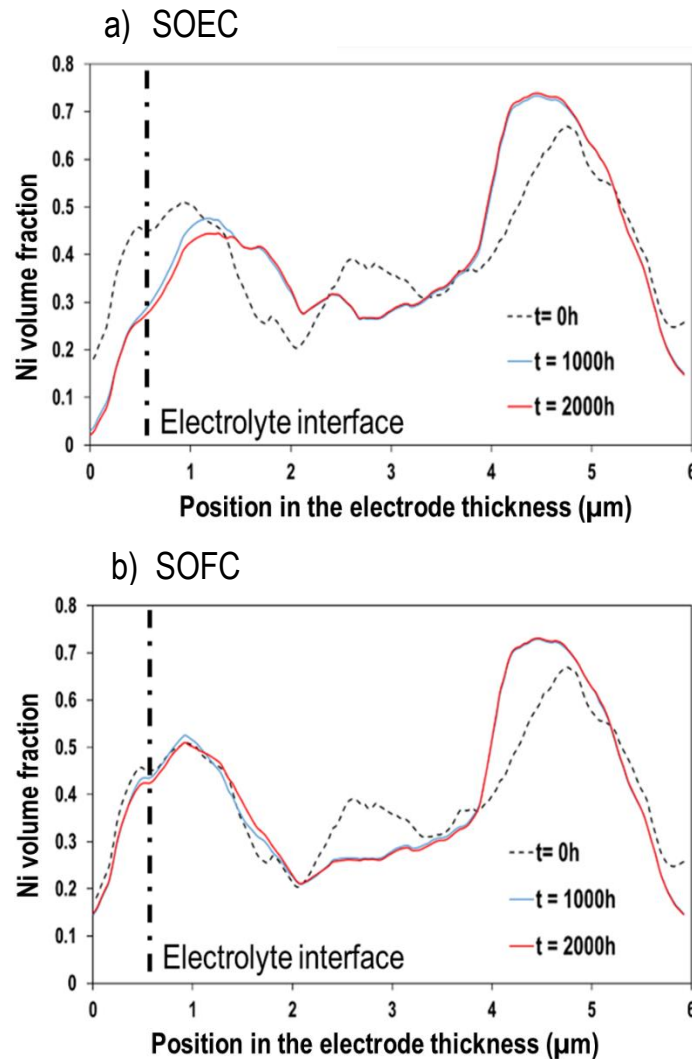 a) SOEC
0.8
0.7
0.6
0.5
0.4
0.3
0.2
0.1
0
Ni volume fraction
t= 0h
t = 1000h
t = 2000h
Electrolyte interface
0 1 2 3 4 5 6
Position in the electrode thickness (µm)
b) SOFC
0.8
0.7
0.6
0.5
0.4
0.3
0.2
0.1
0
Ni volume fraction
t = 0h
t = 1000h
t = 2000h
Electrolyte interface
0 1 2 3 4 5 6
Position in the electrode thickness (µm)